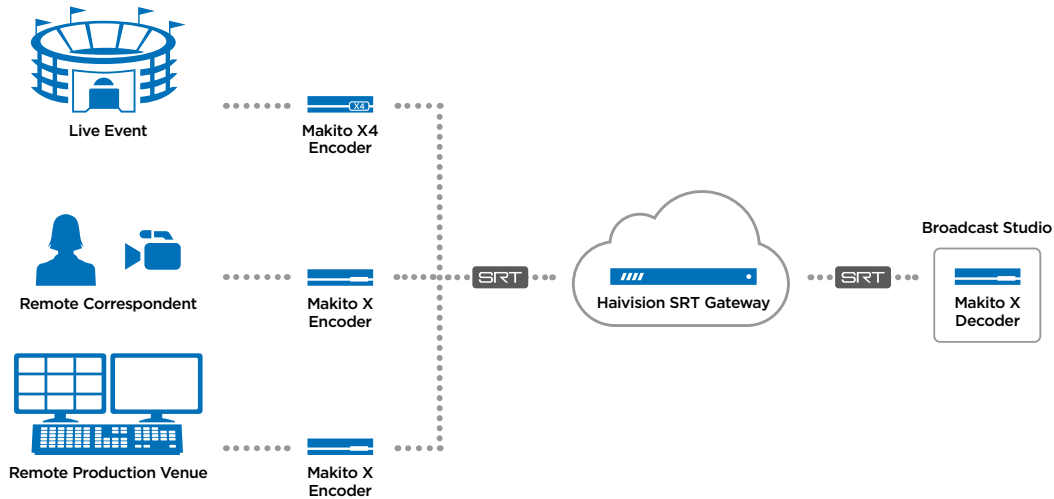 X4
Live Event
Makito X4
Encoder
Broadcast Studio
Remote Correspondent
Makito X
Encoder
SRT
Haivision SRT Gateway
SRT
Makito X
Decoder
Remote Production Venue
Makito X
Encoder